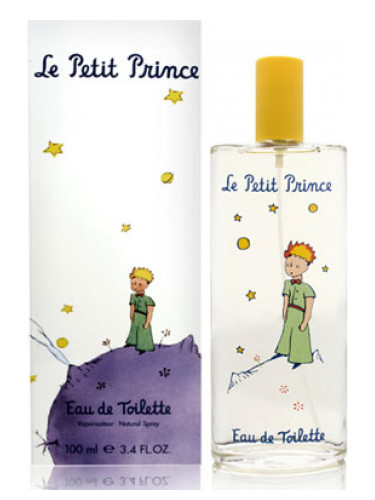 Le Petit Prince
Eau de Toilette
Vaporisateur - Natural Spray
100 ml ℮ 3.4 FL.OZ.
Le Petit Prince
Eau de Toilette